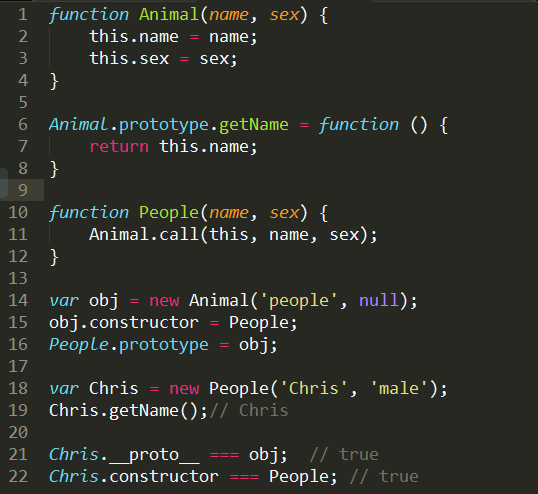 1 function Animal(name, sex) {
2     this.name = name;
3     this.sex = sex;
4 }
5
6 Animal.prototype.getName = function () {
7     return this.name;
8 }
9
10 function People(name, sex) {
11     Animal.call(this, name, sex);
12 }
13
14 var obj = new Animal('people', null);
15 obj.constructor = People;
16 People.prototype = obj;
17
18 var Chris = new People('Chris', 'male');
19 Chris.getName();// Chris
20
21 Chris.__proto__ === obj;  // true
22 Chris.constructor === People; // true